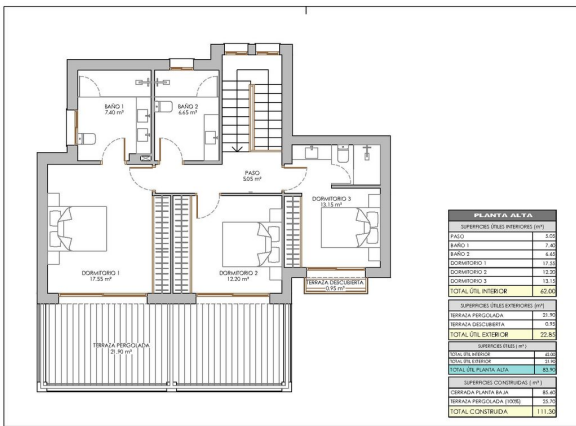 BAÑO 1
7.40 m²
BAÑO 2
6.65 m²
PASO
5.05 m²
DORMITORIO 3
13.15 m²
DORMITORIO 1
17.55 m²
DORMITORIO 2
12.20 m²
TERRAZA DESCUBIERTA
0.95 m²
TERRAZA PERGOLADA
21.90 m²
PLANTA ALTA
SUPERFICIES ÚTILES INTERIORES (m²)
PASO 5,05
BAÑO 1 7,40
BAÑO 2 6,65
DORMITORIO 1 17,55
DORMITORIO 2 12,20
DORMITORIO 3 13,15
TOTAL ÚTIL INTERIOR 62,00
SUPERFICIES ÚTILES EXTERIORES (m²)
TERRAZA PERGOLADA 21,90
TERRAZA DESCUBIERTA 0,95
TOTAL ÚTIL EXTERIOR 22,85
SUPERFICIES ÚTILES ( m² )
TOTAL ÚTIL INTERIOR 62,00
TOTAL ÚTIL EXTERIOR 21,90
TOTAL ÚTIL PLANTA ALTA 83,90
SUPERFICIES CONSTRUIDAS ( m² )
CERRADA PLANTA BAJA 85,60
TERRAZA PERGOLADA (100%) 25,70
TOTAL CONSTRUIDA 111,30